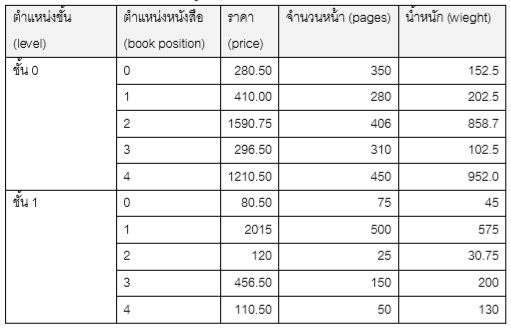 ตำแหน่งชั้น ตำแหน่งหนังสือ ราคา จำนวนหน้า (pages) น้ำหนัก (wieght)
(level) (book position) (price)
ชั้น 0 0 280.50 350 152.5
1 410.00 280 202.5
2 1590.75 406 858.7
3 296.50 310 102.5
4 1210.50 450 952.0
ชั้น 1 0 80.50 75 45
1 2015 500 575
2 120 25 30.75
3 456.50 150 200
4 110.50 50 130